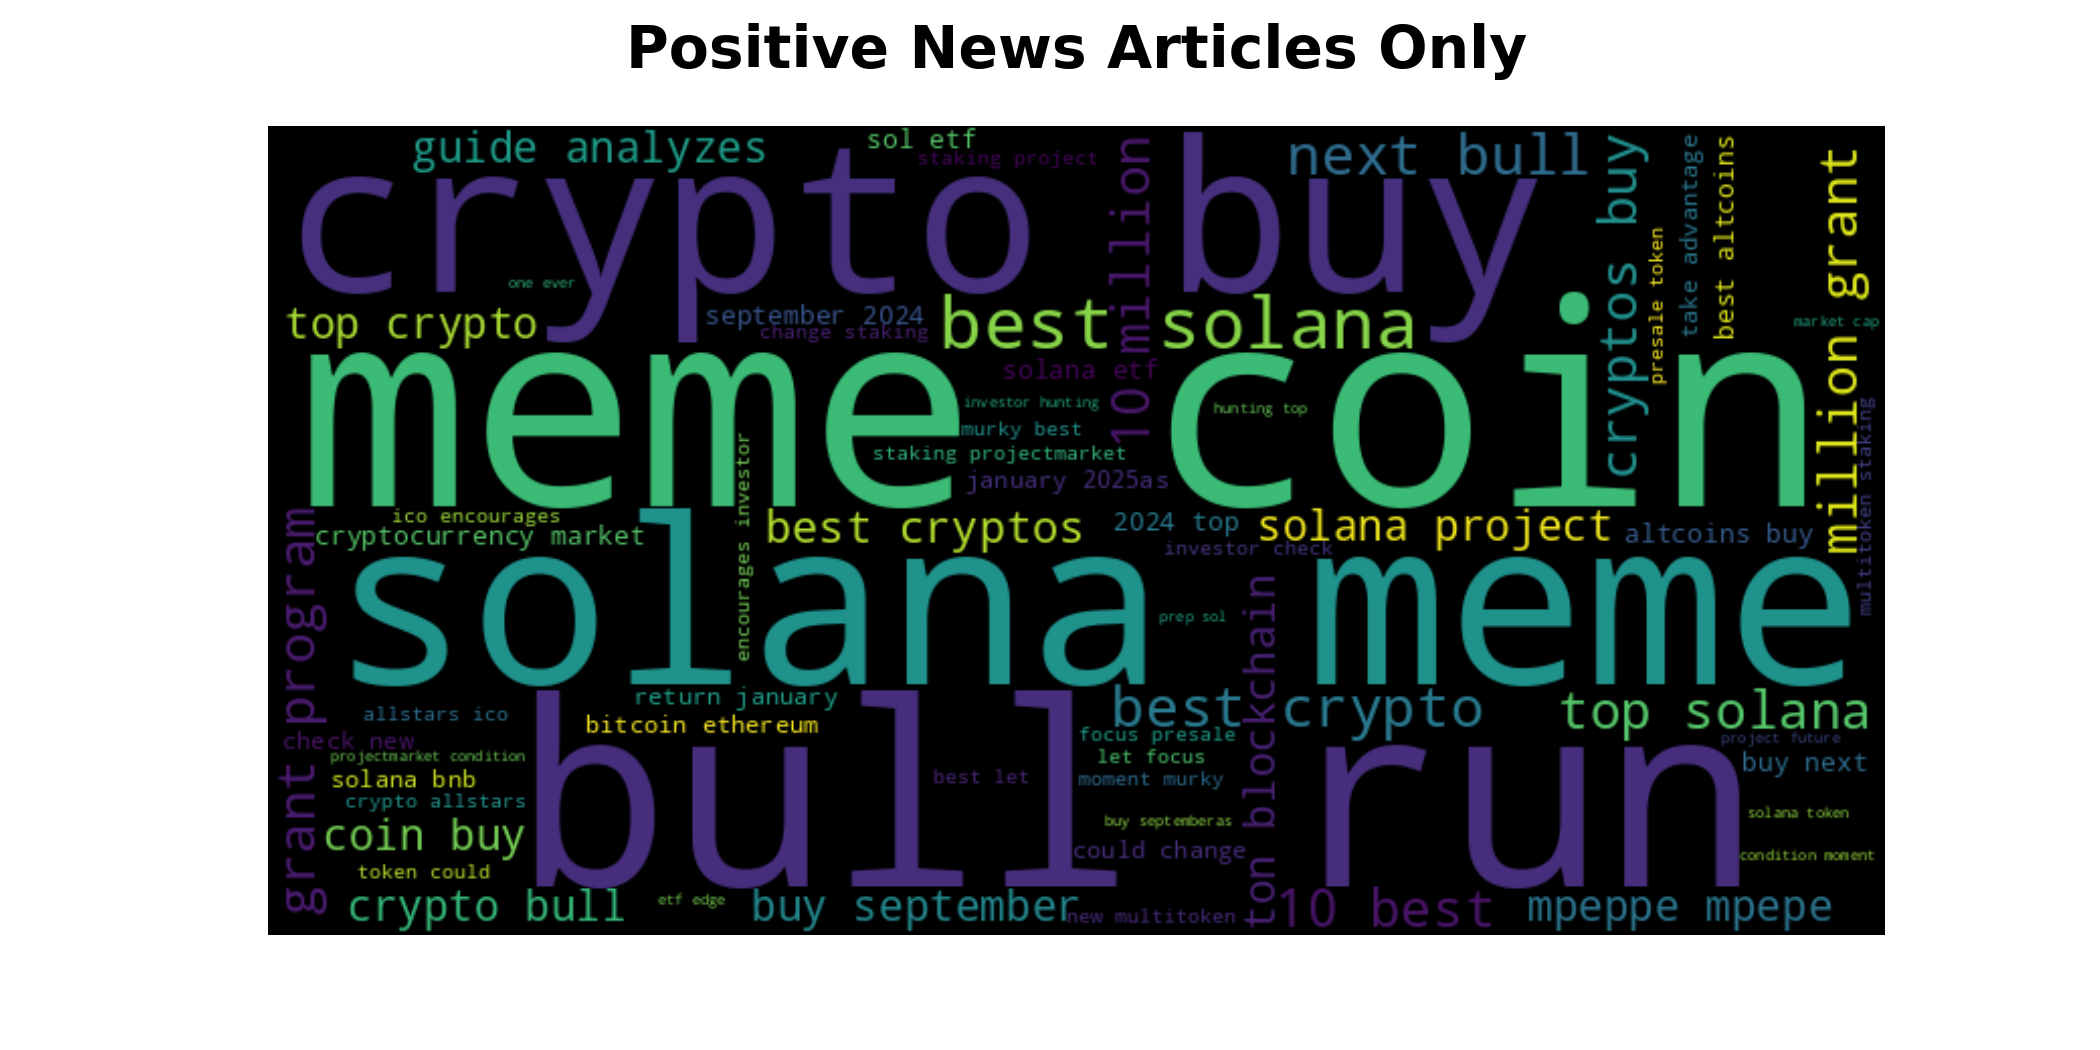 Positive News Articles Only
guide analyzes
sol etf
staking project
next bull
crypto buy
10 million
cryptos buy
take advantage
best altcoins
million grant
presale token
one ever
top crypto
september 2024
change staking
best solana
market cap
solana etf
meme coin
investor hunting
hunting top
murky best
staking projectmarket
january 2025as
multitoken staking
encourages investor
grant program
ico encourages
cryptocurrency market
best cryptos
2024 top
solana project
altcoins buy
investor check
solana meme
ton blockchain
prep sol
return january
best crypto
top solana
allstars ico
bitcoin ethereum
check new
focus presale
project future
projectmarket condition
let focus
buy next
solana bnb
best let
moment murky
bull run
crypto allstars
solana token
coin buy
buy septemberas
could change
condition moment
token could
crypto bull
etf edge
buy september
new multitoken
10 best
mpeppe mpepe